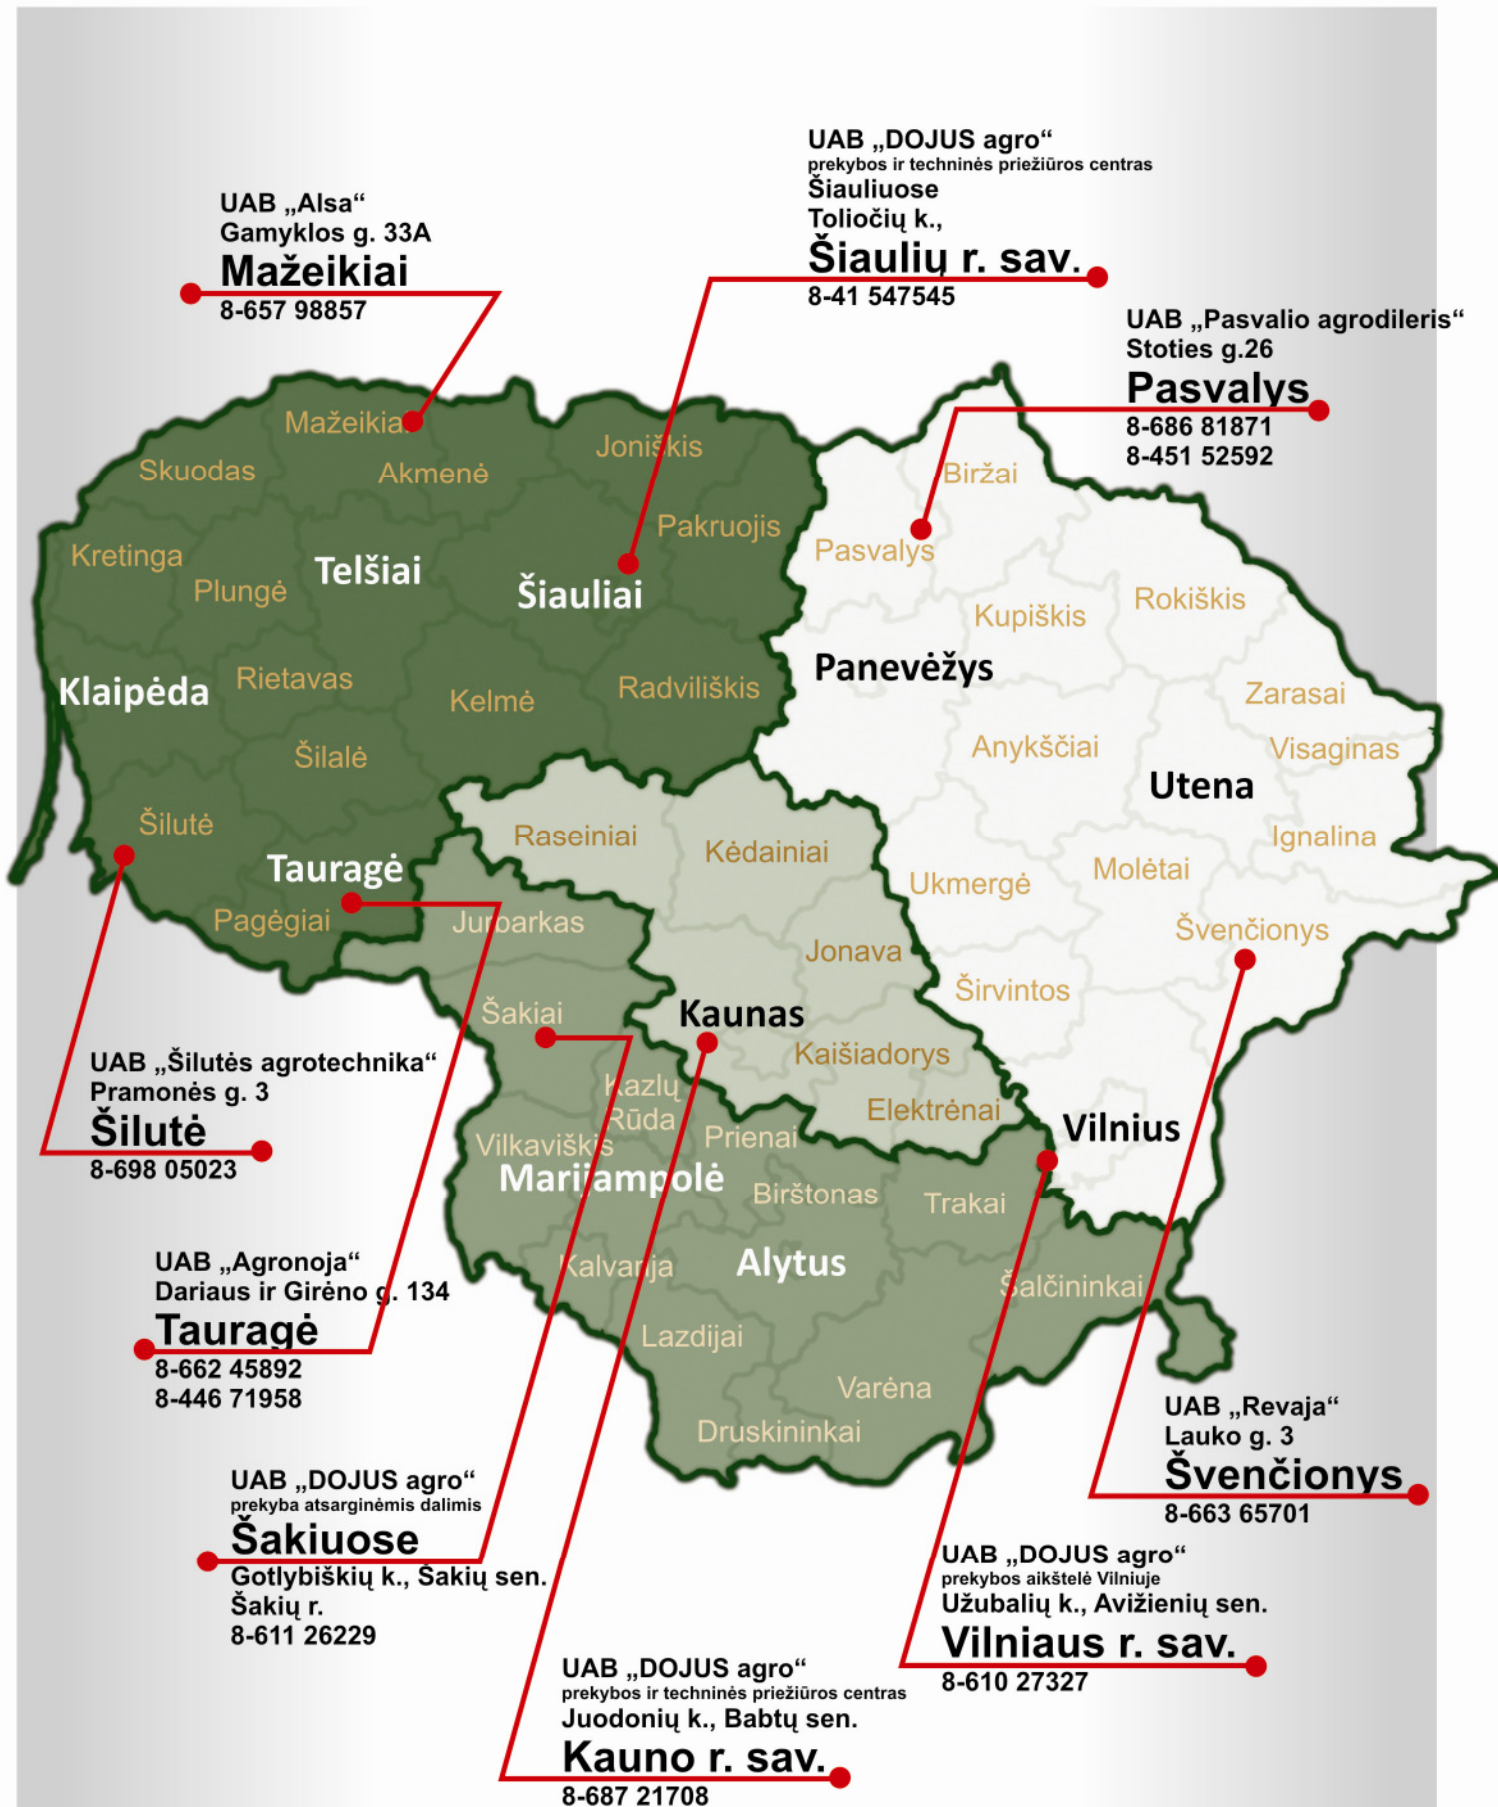 UAB „DOJUS agro“
prekybos ir techninės priežiūros centras
Šiauliuose
Toliočių k.,
Šiaulių r. sav.
8-41 547545
UAB „Alsa“
Gamyklos g. 33A
Mažeikiai
8-657 98857
UAB „Pasvalio agrodileris“
Stoties g.26
Pasvalys
8-686 81871
8-451 52592
Mažeikiai
Skuodas
Akmenė
Joniškis
Biržai
Kretinga
Plungė
Telšiai
Šiauliai
Pakruojis
Pasvalys
Kupiškis
Rokiškis
Klaipėda
Rietavas
Kelmė
Radviliškis
Panevėžys
Zarasai
Šilalė
Anykščiai
Visaginas
Utena
Šilutė
Raseiniai
Kėdainiai
Ignalina
Tauragė
Ukmergė
Molėtai
Pagėgiai
Jurbarkas
Jonava
Švenčionys
Šakiai
Kaunas
Širvintos
Kaišiadorys
Kazlų
Rūda
Elektrėnai
Vilnius
Vilkaviškis
Prienai
Marijampolė
Birštonas
Trakai
Kalvarija
Alytus
Šalčininkai
Lazdijai
Varėna
Druskininkai
UAB „Šilutės agrotechnika“
Pramonės g. 3
Šilutė
8-698 05023
UAB „Agronoja“
Dariaus ir Girėno g. 134
Tauragė
8-662 45892
8-446 71958
UAB „DOJUS agro“
prekyba atsarginėmis dalimis
Šakiuose
Gotlybiškių k., Šakių sen.
Šakių r.
8-611 26229
UAB „Revaja“
Lauko g. 3
Švenčionys
8-663 65701
UAB „DOJUS agro“
prekybos aikštelė Vilniuje
Užubalių k., Avižienių sen.
Vilniaus r. sav.
8-610 27327
UAB „DOJUS agro“
prekybos ir techninės priežiūros centras
Juodonių k., Babtų sen.
Kauno r. sav.
8-687 21708